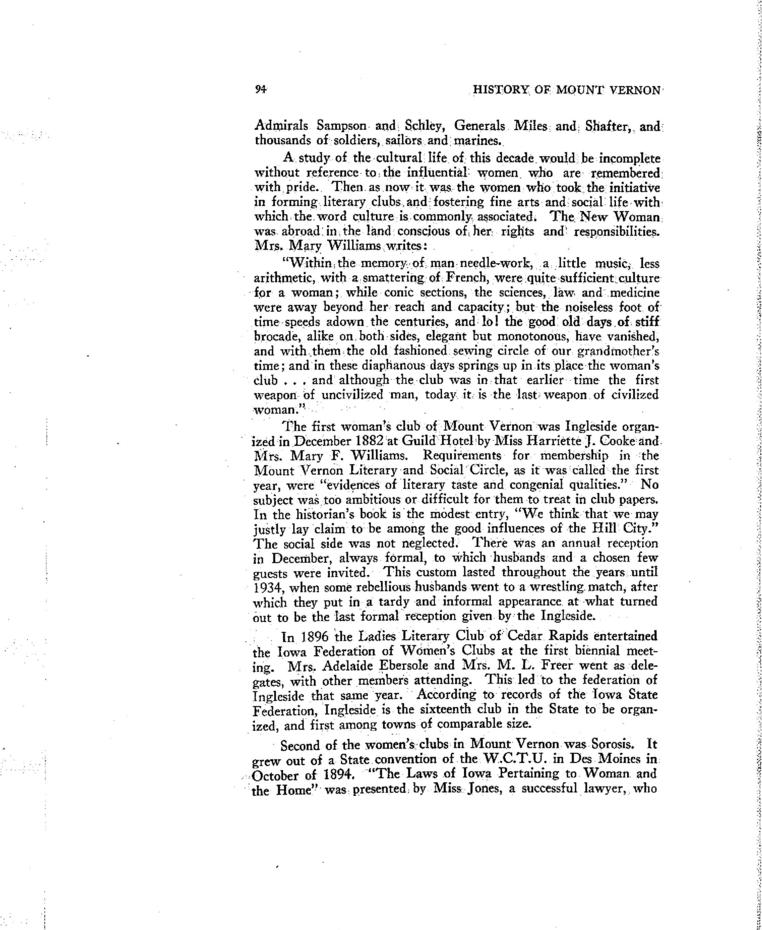 94 HISTORY OF MOUNT VERNON
Admirals Sampson and Schley, Generals Miles and Shafter, and
thousands of soldiers, sailors and marines.
A study of the cultural life of this decade would be incomplete
without reference to the influential women who are remembered
with pride. Then as now it was the women who took the initiative
in forming literary clubs and fostering fine arts and social life with
which the word culture is commonly associated. The New Woman
was abroad in the land conscious of her rights and responsibilities.
Mrs. Mary Williams writes:
"Within the memory of man needle-work, a little music, less
arithmetic, with a smattering of French, were quite sufficient culture
for a woman; while conic sections, the sciences, law and medicine
were away beyond her reach and capacity; but the noiseless foot of
time speeds adown the centuries, and lo! the good old days of stiff
brocade, alike on both sides, elegant but monotonous, have vanished,
and with them the old fashioned sewing circle of our grandmother's
time; and in these diaphanous days springs up in its place the woman's
club . . . and although the club was in that earlier time the first
weapon of uncivilized man, today it is the last weapon of civilized
woman."
The first woman's club of Mount Vernon was Ingleside organ-
ized in December 1882 at Guild Hotel by Miss Harriette J. Cooke and
Mrs. Mary F. Williams. Requirements for membership in the
Mount Vernon Literary and Social Circle, as it was called the first
year, were "evidences of literary taste and congenial qualities." No
subject was too ambitious or difficult for them to treat in club papers.
In the historian's book is the modest entry, "We think that we may
justly lay claim to be among the good influences of the Hill City."
The social side was not neglected. There was an annual reception
in December, always formal, to which husbands and a chosen few
guests were invited. This custom lasted throughout the years until
1934, when some rebellious husbands went to a wrestling match, after
which they put in a tardy and informal appearance at what turned
out to be the last formal reception given by the Ingleside.
In 1896 the Ladies Literary Club of Cedar Rapids entertained
the Iowa Federation of Women's Clubs at the first biennial meet-
ing. Mrs. Adelaide Ebersole and Mrs. M. L. Freer went as dele-
gates, with other members attending. This led to the federation of
Ingleside that same year. According to records of the Iowa State
Federation, Ingleside is the sixteenth club in the State to be organ-
ized, and first among towns of comparable size.
Second of the women's clubs in Mount Vernon was Sorosis. It
grew out of a State convention of the W.C.T.U. in Des Moines in
October of 1894. "The Laws of Iowa Pertaining to Woman and
the Home" was presented by Miss Jones, a successful lawyer, who